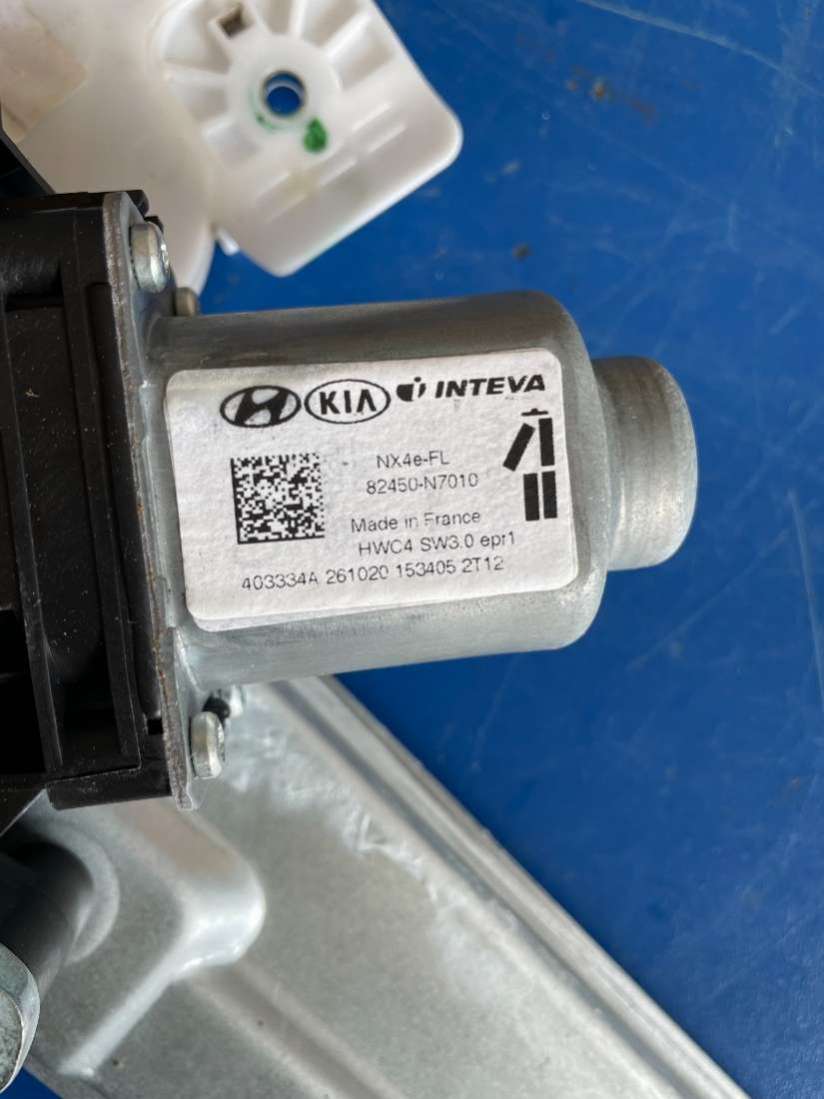 KIA INTEVA
NX4e-FL
82450-N7010
Made in France
HWC4 SW3.0 epr1
403334A 261020 153405 2T12